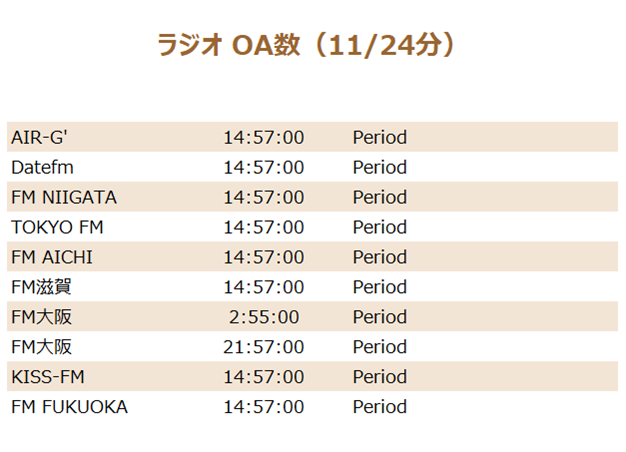 ラジオ OA数（11/24分）
AIR-G' 14:57:00 Period
Datefm 14:57:00 Period
FM NIIGATA 14:57:00 Period
TOKYO FM 14:57:00 Period
FM AICHI 14:57:00 Period
FM滋賀 14:57:00 Period
FM大阪 2:55:00 Period
FM大阪 21:57:00 Period
KISS-FM 14:57:00 Period
FM FUKUOKA 14:57:00 Period